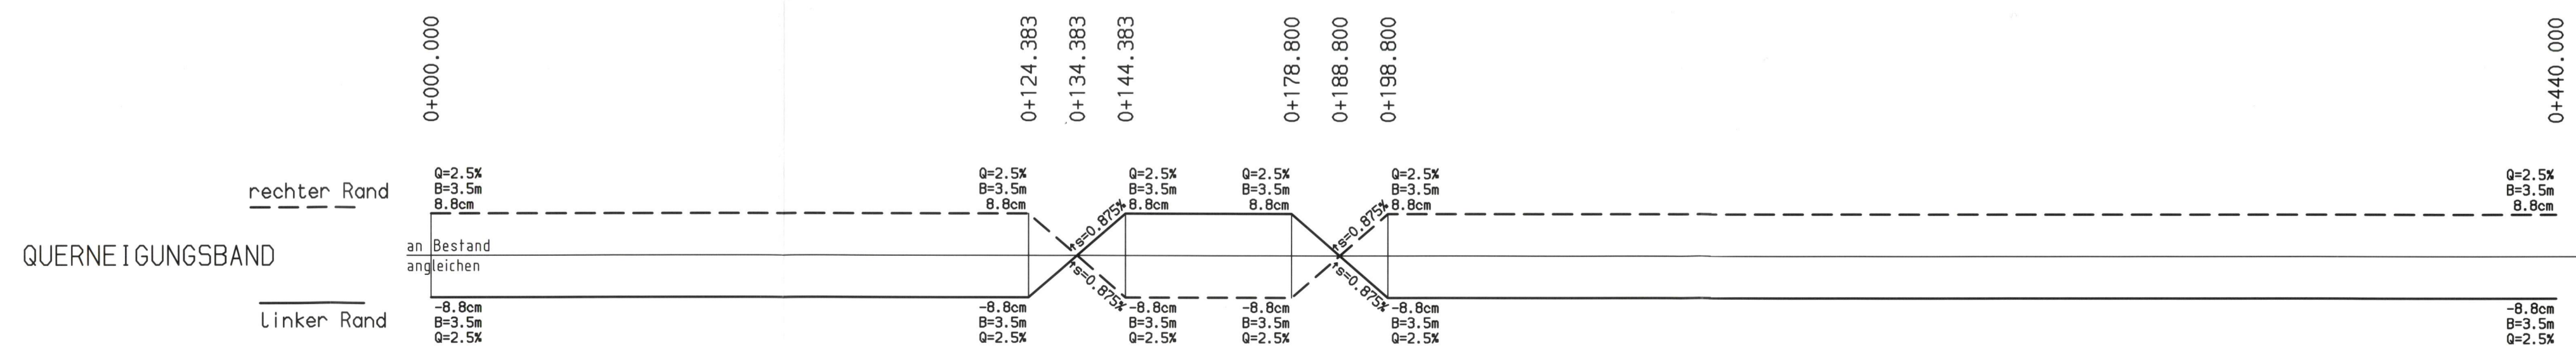 0+000.000
0+124.383
0+134.383
0+144.383
0+178.800
0+188.800
0+198.800
0+440.000
rechter Rand
Q=2.5%
B=3.5m
8.8cm
Q=2.5%
B=3.5m
8.8cm
Q=2.5%
B=3.5m
8.8cm
Q=2.5%
B=3.5m
8.8cm
Q=2.5%
B=3.5m
8.8cm
Q=2.5%
B=3.5m
8.8cm
s=0.875%
s=0.875%
QUERNEIGUNGSBAND
an Bestand
angleichen
s=0.875%
s=0.875%
linker Rand
-8.8cm
B=3.5m
Q=2.5%
-8.8cm
B=3.5m
Q=2.5%
-8.8cm
B=3.5m
Q=2.5%
-8.8cm
B=3.5m
Q=2.5%
-8.8cm
B=3.5m
Q=2.5%
-8.8cm
B=3.5m
Q=2.5%